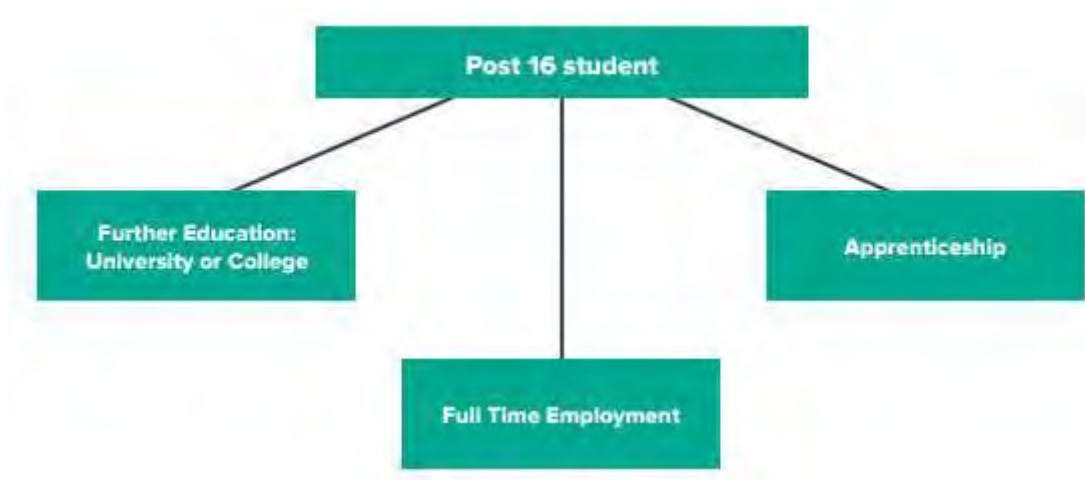 Post 16 student
Further Education:
University or College
Apprenticeship
Full Time Employment